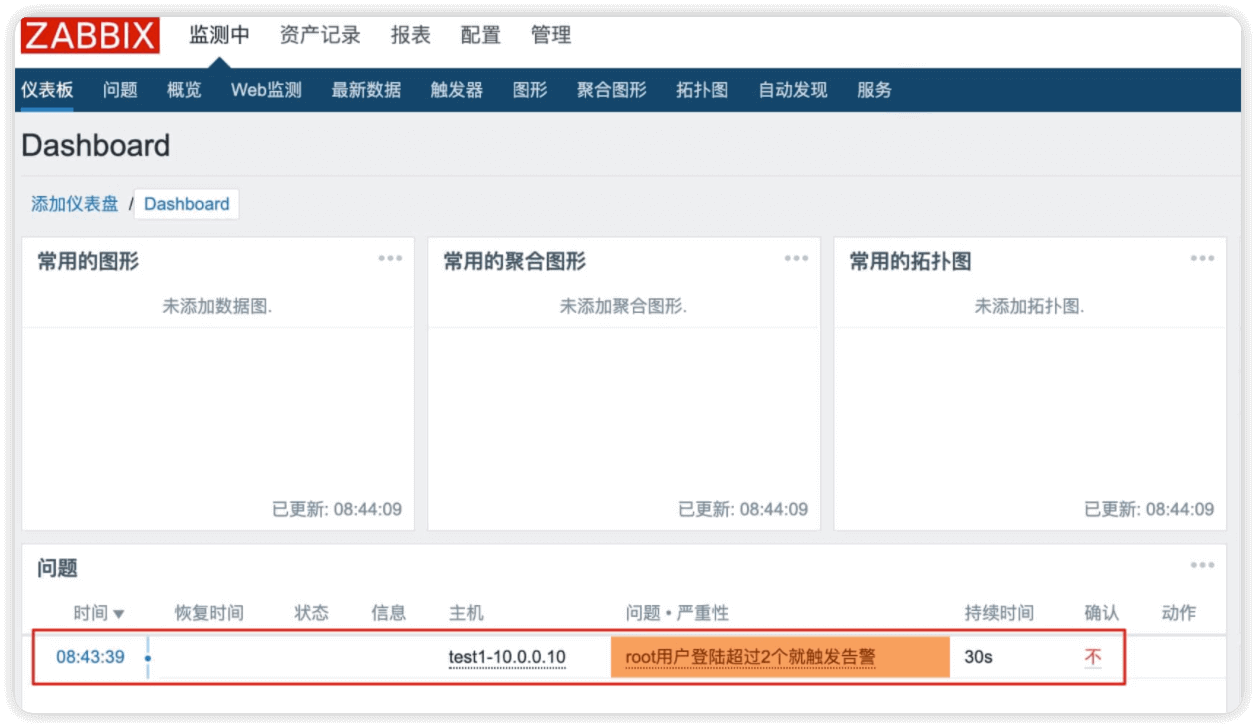 ZABBIX 监测中 资产记录 报表 配置 管理
仪表板 问题 概览 Web监测 最新数据 触发器 图形 聚合图形 拓扑图 自动发现 服务
Dashboard
添加仪表盘 / Dashboard
常用的图形 常用的聚合图形 常用的拓扑图
未添加数据图. 未添加聚合图形. 未添加拓扑图.
已更新: 08:44:09 已更新: 08:44:09 已更新: 08:44:09
问题
时间 恢复时间 状态 信息 主机 问题 • 严重性 持续时间 确认 动作
08:43:39 test1-10.0.0.10 root用户登陆超过2个就触发告警 30s 不